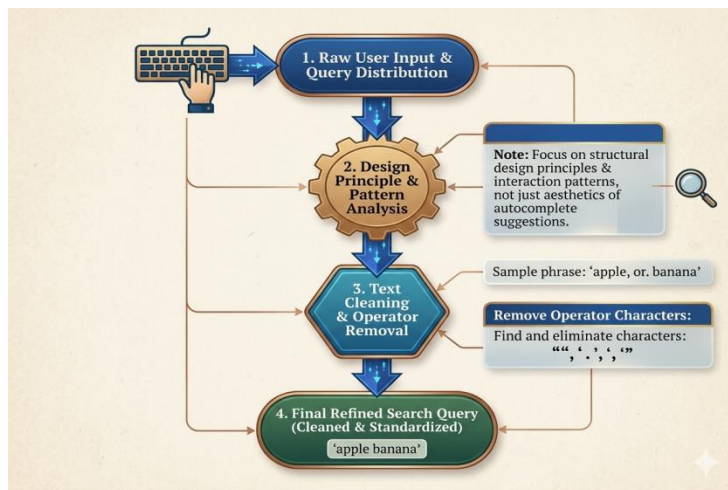 1. Raw User Input &
Query Distribution
2. Design
Principle &
Pattern
Analysis
Note: Focus on structural
design principles &
interaction patterns,
not just aesthetics of
autocomplete
suggestions.
3. Text
Cleaning
& Operator
Removal
Sample phrase: ‘apple, or. banana’
Remove Operator Characters:
Find and eliminate characters:
““, ‘ . ’, ‘, ‘”
4. Final Refined Search Query
(Cleaned & Standardized)
‘apple banana’